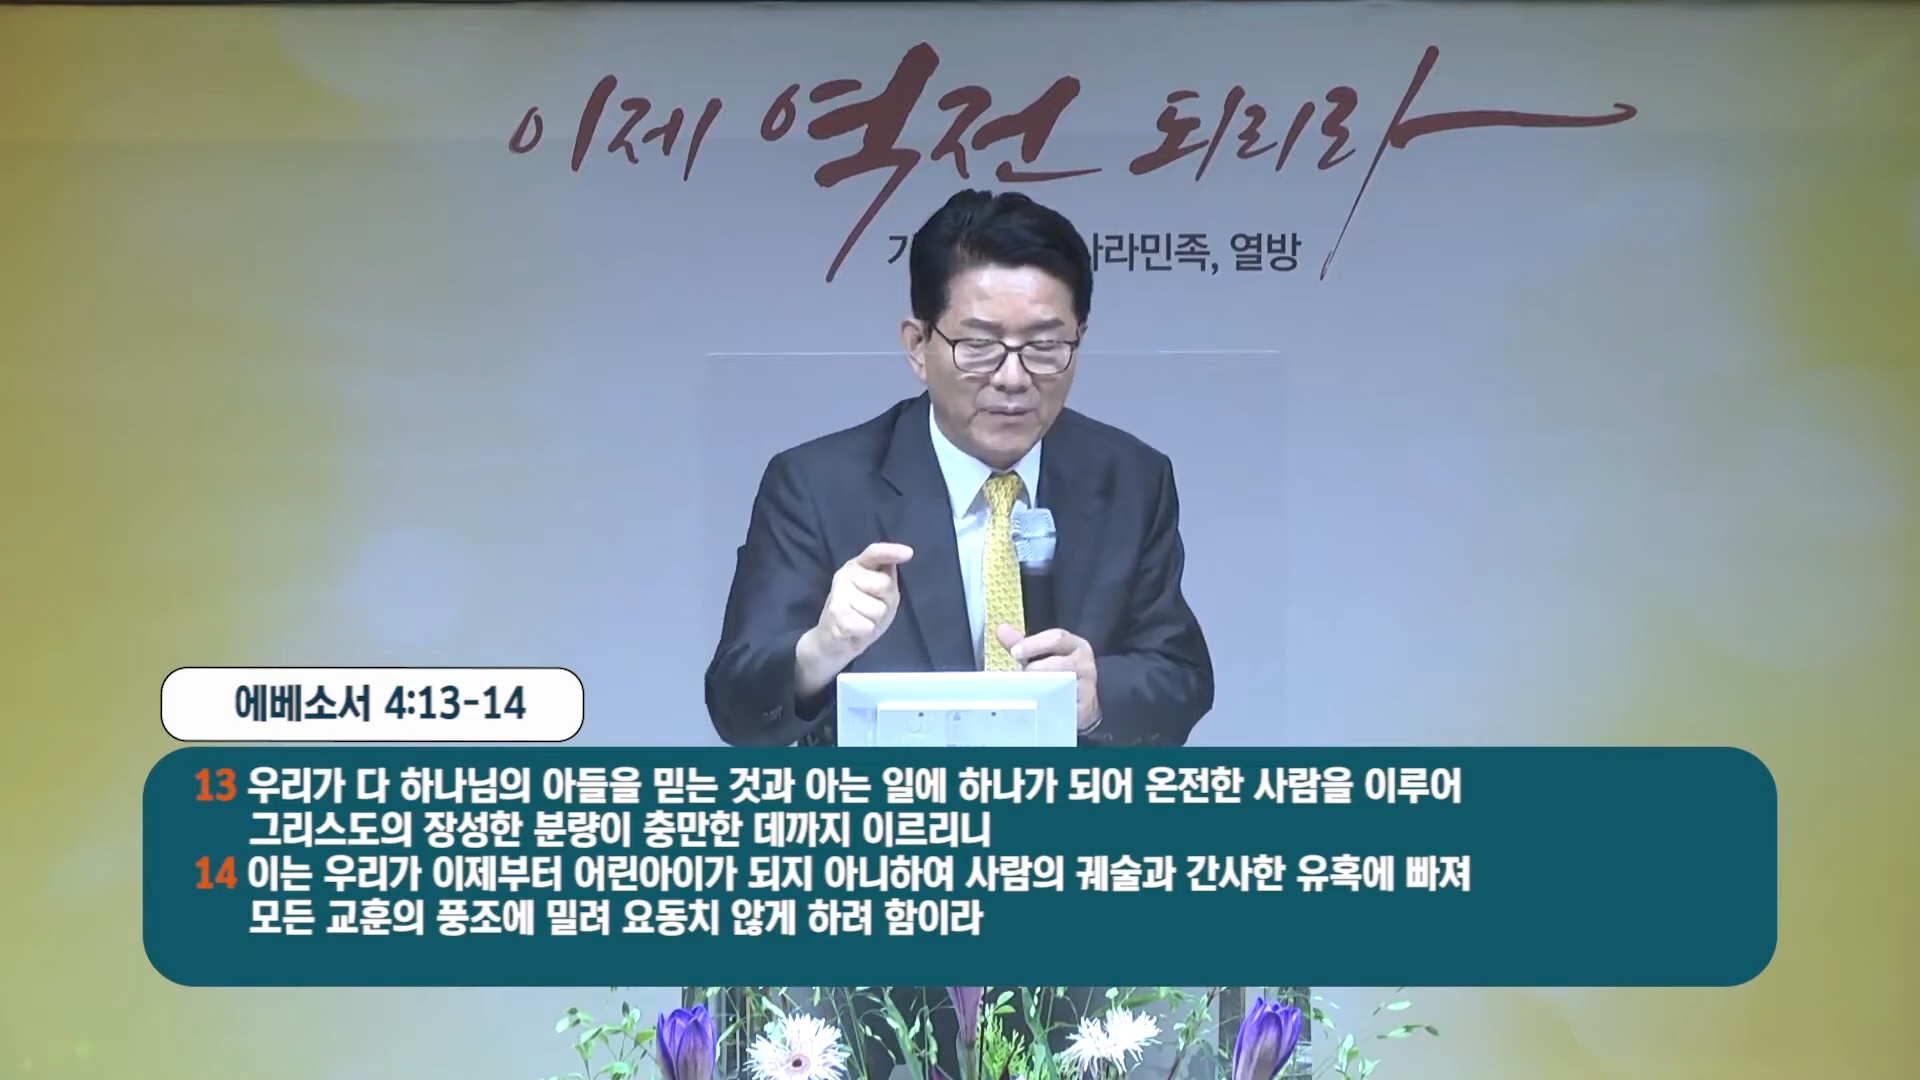 이제 역전 되리라
나라민족, 열방
에베소서 4:13-14
13 우리가 다 하나님의 아들을 믿는 것과 아는 일에 하나가 되어 온전한 사람을 이루어
그리스도의 장성한 분량이 충만한 데까지 이르리니
14 이는 우리가 이제부터 어린아이가 되지 아니하여 사람의 궤술과 간사한 유혹에 빠져
모든 교훈의 풍조에 밀려 요동치 않게 하려 함이라